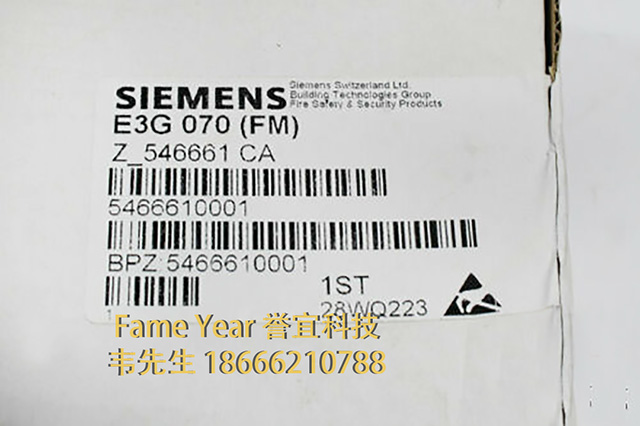 SIEMENS
Siemens Switzerland Ltd.
Building Technologies Group
Fire Safety & Security Products
E3G 070 (FM)
Z_546661 CA
5466610001
BPZ:5466610001
1ST
1
28WQ223
Fame Year 誉宜科技
韦先生 18666210788